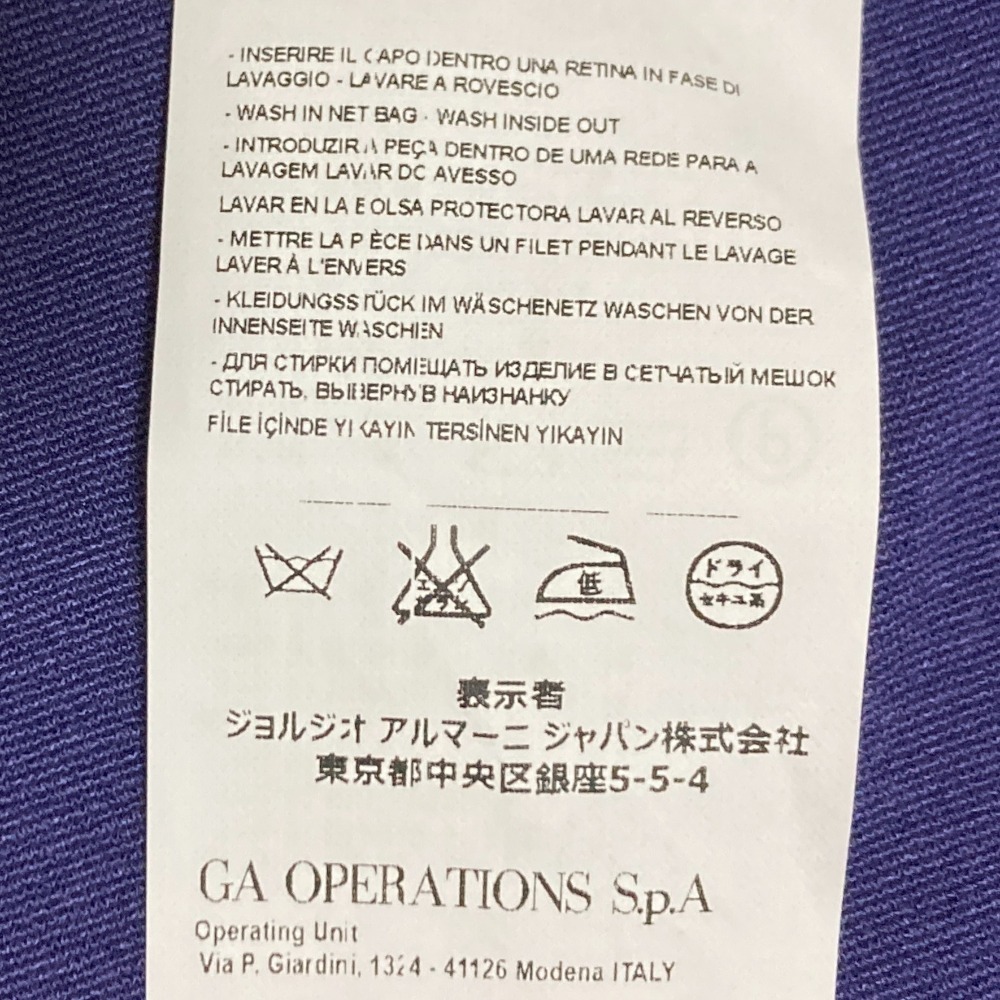 - INSERIRE IL CAPO DENTRO UNA RETINA IN FASE DI
LAVAGGIO - LAVARE A ROVESCIO
- WASH IN NET BAG - WASH INSIDE OUT
- INTRODUZIR A PEÇA DENTRO DE UMA REDE PARA A
LAVAGEM LAVAR DO AVESSO
LAVAR EN LA BOLSA PROTECTORA LAVAR AL REVERSO
- METTRE LA PIÈCE DANS UN FILET PENDANT LE LAVAGE
LAVER À L'ENVERS
- KLEIDUNGSSTÜCK IM WÄSCHENETZ WASCHEN VON DER
INNENSEITE WASCHEN
- ДЛЯ СТИРКИ ПОМЕЩАТЬ ИЗДЕЛИЕ В СЕТЧАТЫЙ МЕШОК
СТИРАТЬ, ВЫВЕРНУВ НАИЗНАНКУ
FİLE İÇİNDE YIKAYIN TERSİNEN YIKAYIN
低
ドライ
セキユ系
表示者
ジョルジオ アルマーニ ジャパン株式会社
東京都中央区銀座5-5-4
GA OPERATIONS S.p.A
Operating Unit
Via P. Giardini, 1324 - 41126 Modena ITALY